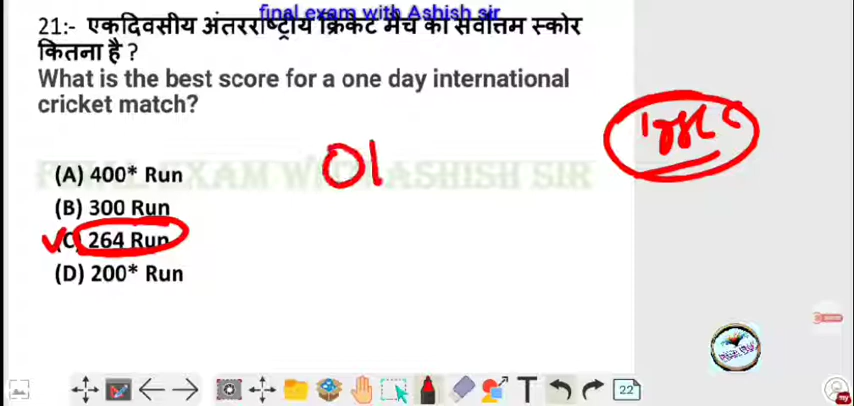 final exam with Ashish sir
21:- एकदिवसीय अंतरराष्ट्रीय क्रिकेट मैच का सर्वोत्तम स्कोर
कितना है ?
What is the best score for a one day international
cricket match?
FINAL EXAM WITH ASHISH SIR
(A) 400* Run
(B) 300 Run
(C) 264 Run
(D) 200* Run
22